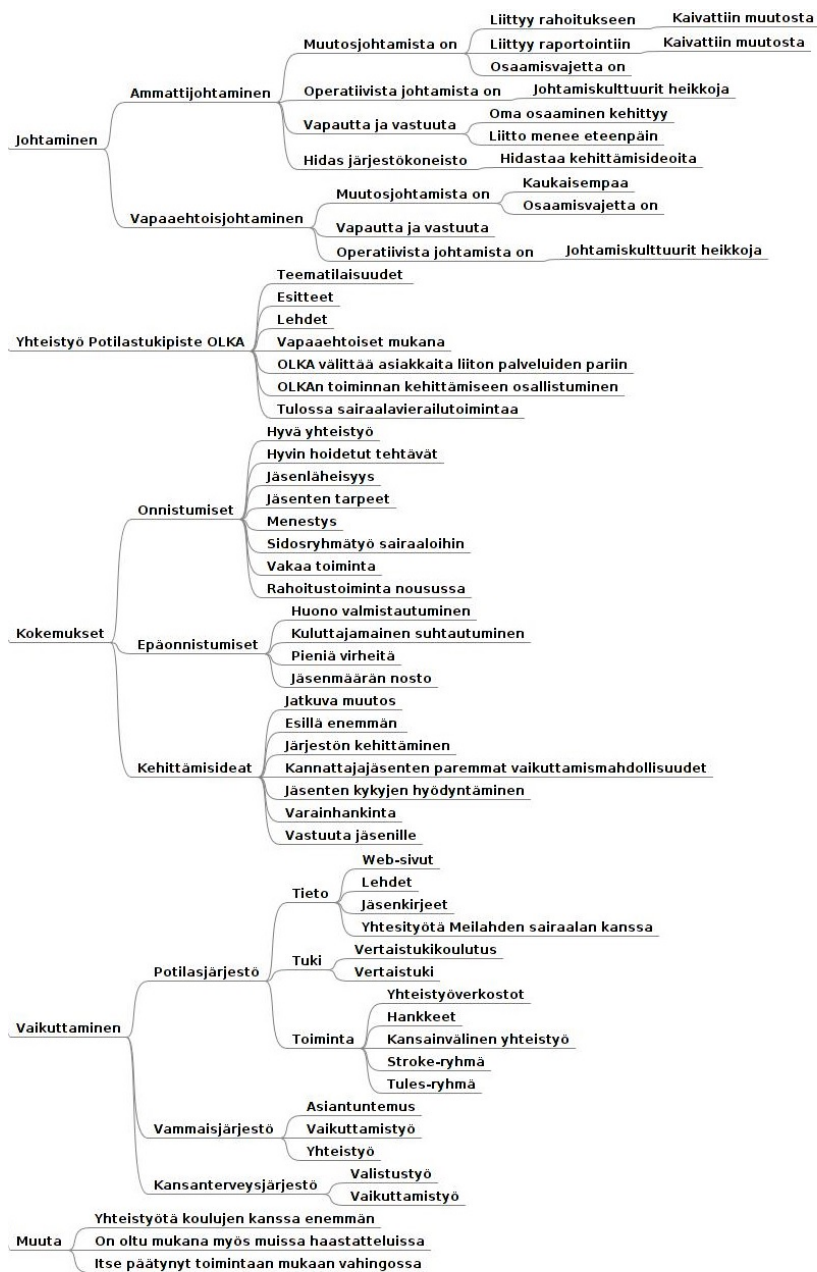 Johtaminen
Ammattijohtaminen
Muutosjohtamista on
Liittyy rahoitukseen
Kaivattiin muutosta
Liittyy raportointiin
Kaivattiin muutosta
Osaamisvajetta on
Operatiivista johtamista on
Johtamiskulttuurit heikkoja
Vapautta ja vastuuta
Oma osaaminen kehittyy
Liitto menee eteenpäin
Hidas järjestökoneisto
Hidastaa kehittämisideoita
Vapaaehtoisjohtaminen
Muutosjohtamista on
Kaukaisempaa
Osaamisvajetta on
Vapautta ja vastuuta
Operatiivista johtamista on
Johtamiskulttuurit heikkoja
Yhteistyö Potilastukipiste OLKA
Teematilaisuudet
Esitteet
Lehdet
Vapaaehtoiset mukana
OLKA välittää asiakkaita liiton palveluiden pariin
OLKAn toiminnan kehittämiseen osallistuminen
Tulossa sairaalavierailutoimintaa
Kokemukset
Onnistumiset
Hyvä yhteistyö
Hyvin hoidetut tehtävät
Jäsenläheisyys
Jäsenten tarpeet
Menestys
Sidosryhmätyö sairaaloihin
Vakaa toiminta
Rahoitustoiminta nousussa
Epäonnistumiset
Huono valmistautuminen
Kuluttajamainen suhtautuminen
Pieniä virheitä
Jäsenmäärän nosto
Kehittämisideat
Jatkuva muutos
Esillä enemmän
Järjestön kehittäminen
Kannattajajäsenten paremmat vaikuttamismahdollisuudet
Jäsenten kykyjen hyödyntäminen
Varainhankinta
Vastuuta jäsenille
Vaikuttaminen
Potilasjärjestö
Tieto
Web-sivut
Lehdet
Jäsenkirjeet
Yhtesityötä Meilahden sairaalan kanssa
Tuki
Vertaistukikoulutus
Vertaistuki
Toiminta
Yhteistyöverkostot
Hankkeet
Kansainvälinen yhteistyö
Stroke-ryhmä
Tules-ryhmä
Vammaisjärjestö
Asiantuntemus
Vaikuttamistyö
Yhteistyö
Kansanterveysjärjestö
Valistustyö
Vaikuttamistyö
Muuta
Yhteistyötä koulujen kanssa enemmän
On oltu mukana myös muissa haastatteluissa
Itse päätynyt toimintaan mukaan vahingossa